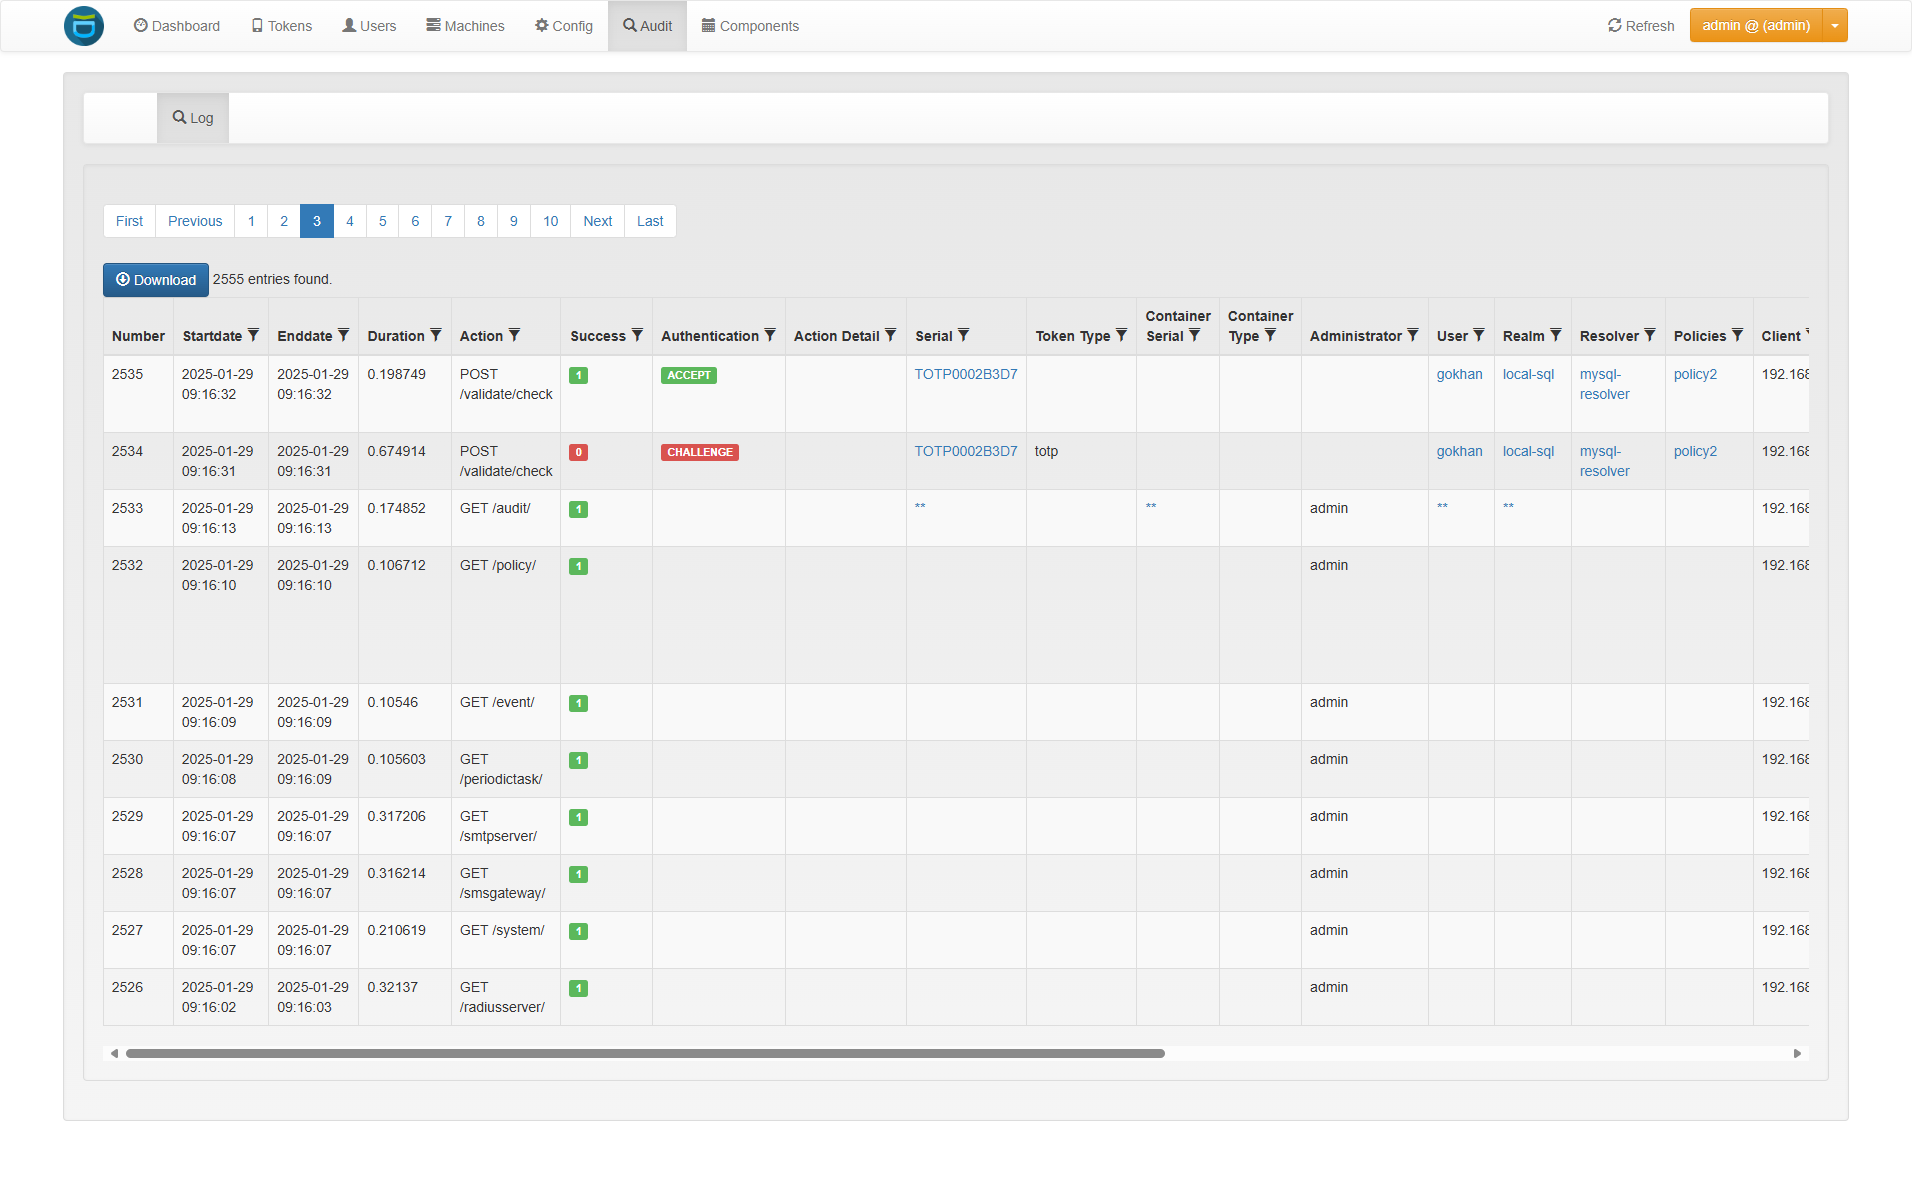 Dashboard Tokens Users Machines Config Audit Components Refresh admin @ (admin)
Log
First Previous 1 2 3 4 5 6 7 8 9 10 Next Last
Download 2555 entries found.
Number Startdate Enddate Duration Action Success Authentication Action Detail Serial Token Type Container Serial Container Type Administrator User Realm Resolver Policies Client
2535 2025-01-29 09:16:32 2025-01-29 09:16:32 0.198749 POST /validate/check 1 ACCEPT TOTP0002B3D7 gokhan local-sql mysql-resolver policy2 192.168
2534 2025-01-29 09:16:31 2025-01-29 09:16:31 0.674914 POST /validate/check 0 CHALLENGE TOTP0002B3D7 totp gokhan local-sql mysql-resolver policy2 192.168
2533 2025-01-29 09:16:13 2025-01-29 09:16:13 0.174852 GET /audit/ 1 ** ** admin ** ** 192.168
2532 2025-01-29 09:16:10 2025-01-29 09:16:10 0.106712 GET /policy/ 1 admin 192.168
2531 2025-01-29 09:16:09 2025-01-29 09:16:09 0.10546 GET /event/ 1 admin 192.168
2530 2025-01-29 09:16:08 2025-01-29 09:16:09 0.105603 GET /periodictask/ 1 admin 192.168
2529 2025-01-29 09:16:07 2025-01-29 09:16:07 0.317206 GET /smtpserver/ 1 admin 192.168
2528 2025-01-29 09:16:07 2025-01-29 09:16:07 0.316214 GET /smsgateway/ 1 admin 192.168
2527 2025-01-29 09:16:07 2025-01-29 09:16:07 0.210619 GET /system/ 1 admin 192.168
2526 2025-01-29 09:16:02 2025-01-29 09:16:03 0.32137 GET /radiusserver/ 1 admin 192.168